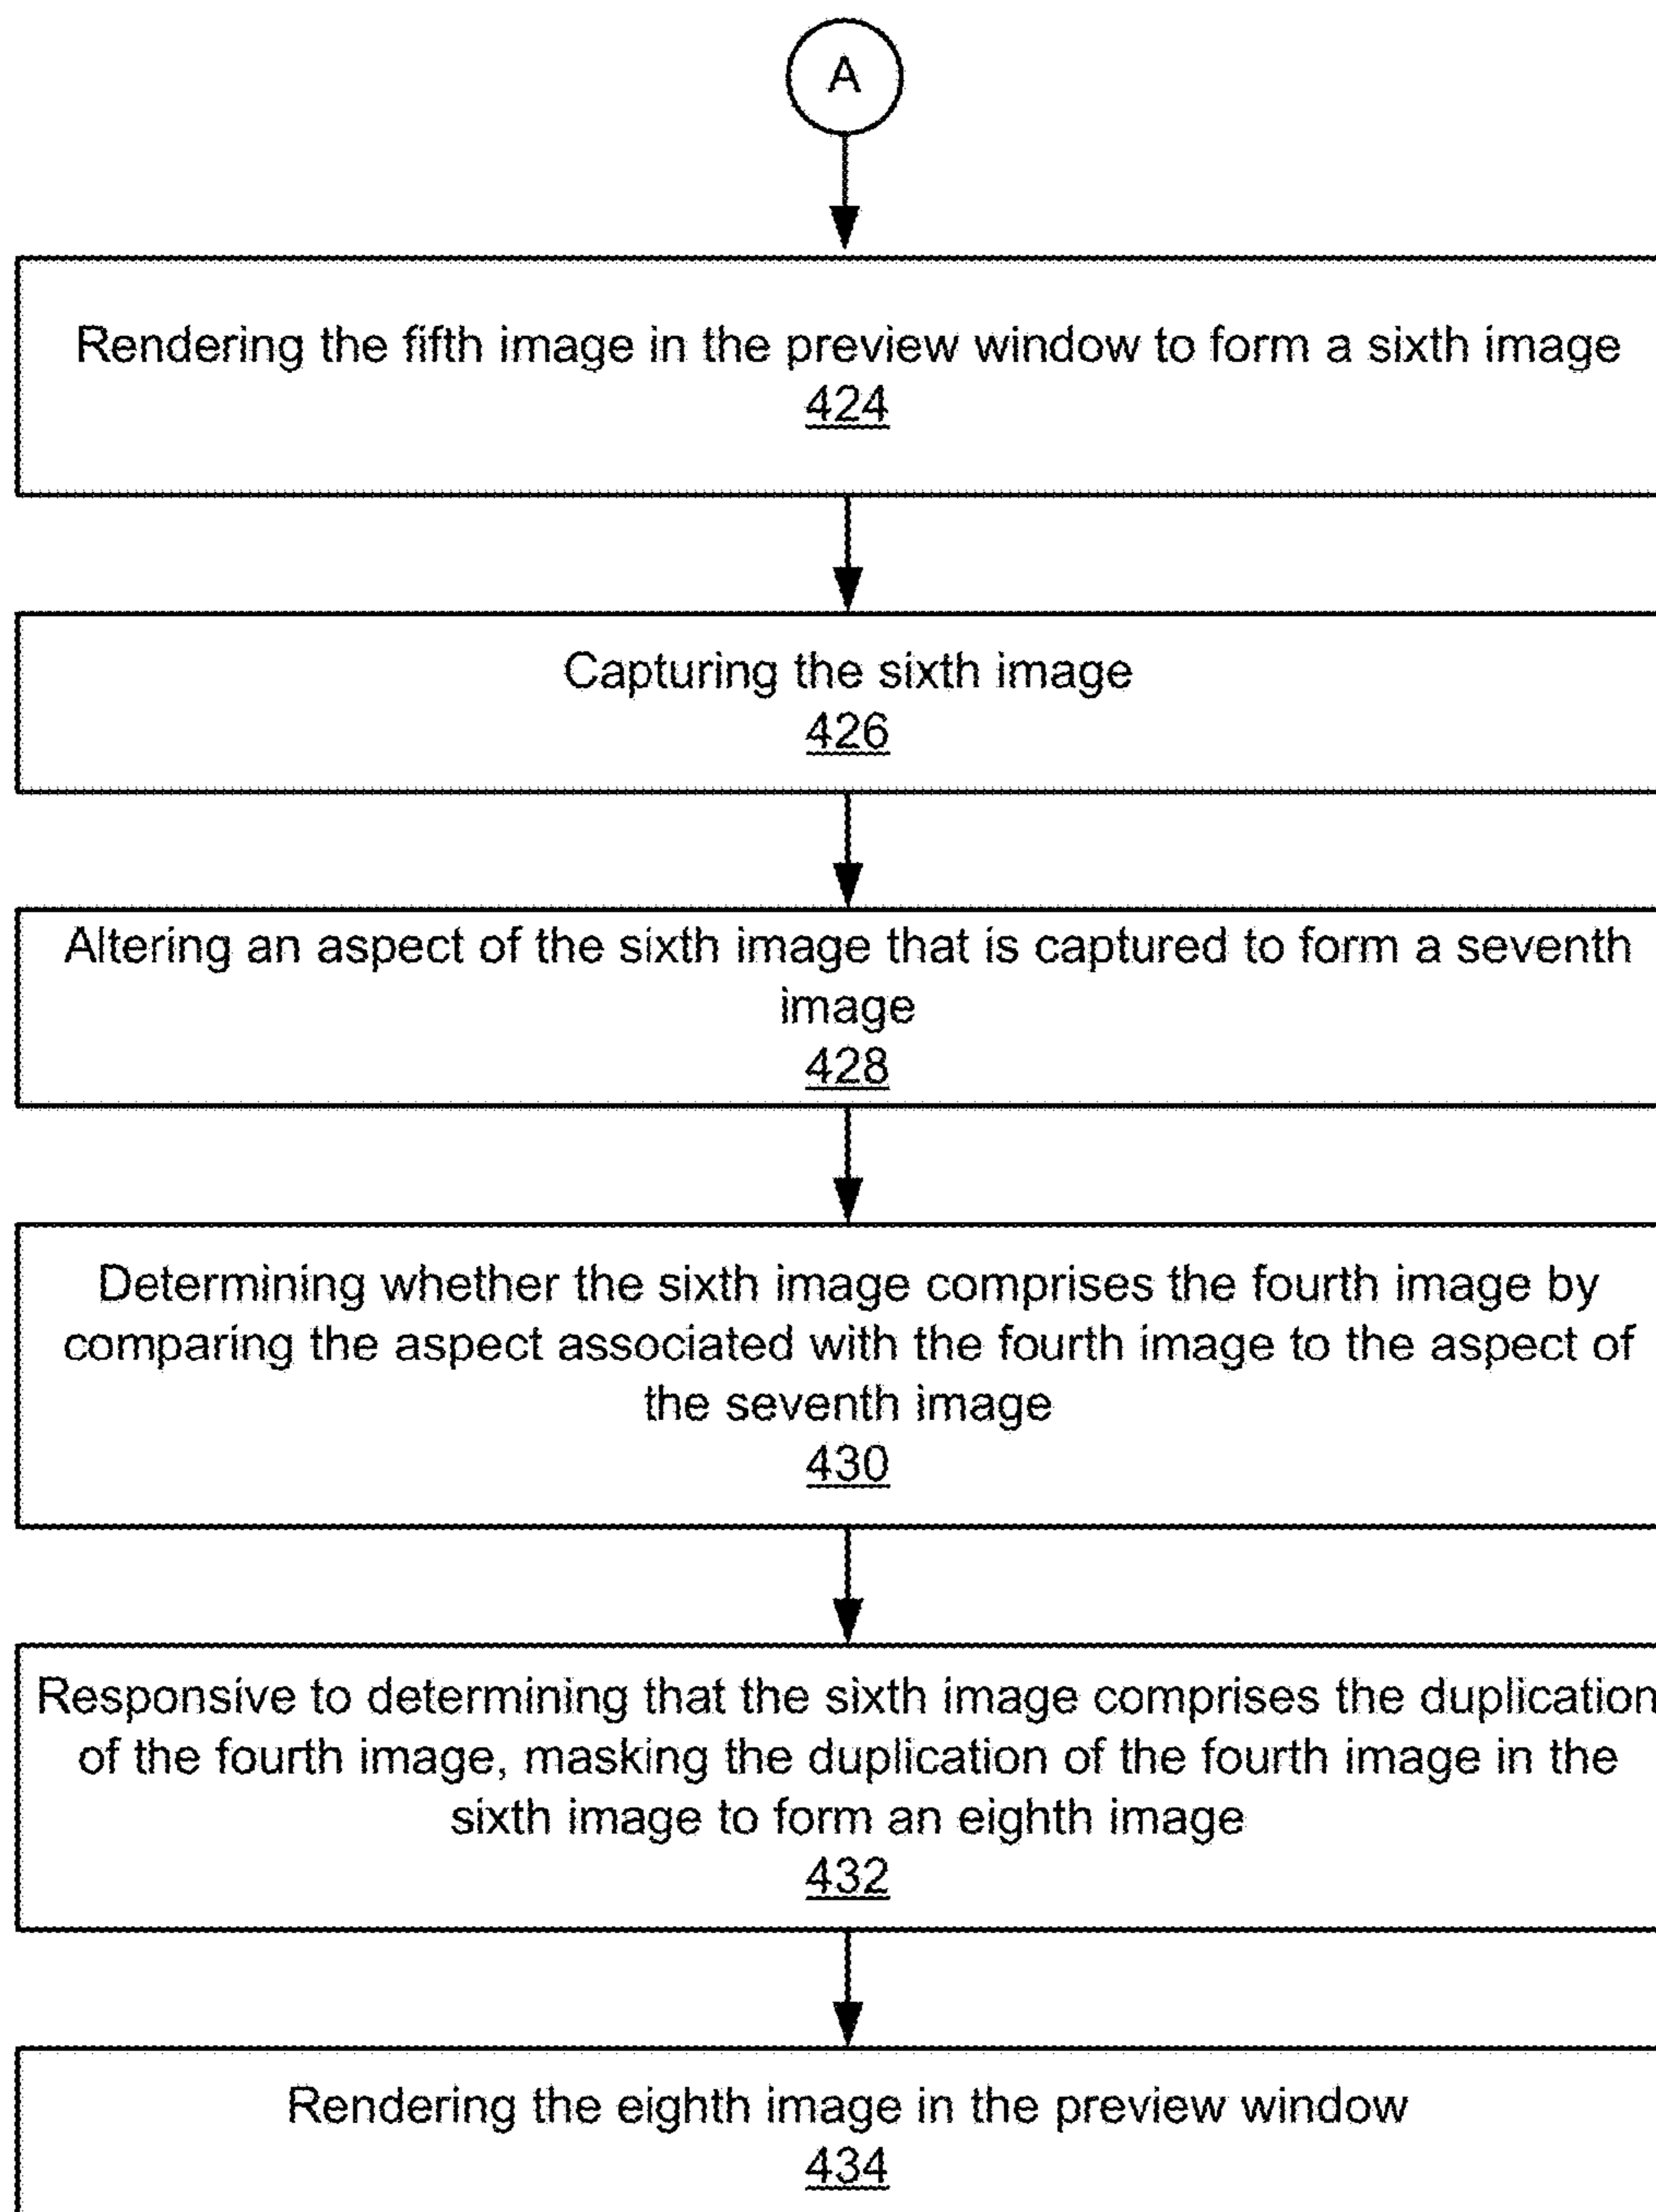 A
Rendering the fifth image in the preview window to form a sixth image
424
Capturing the sixth image
426
Altering an aspect of the sixth image that is captured to form a seventh
image
428
Determining whether the sixth image comprises the fourth image by
comparing the aspect associated with the fourth image to the aspect of
the seventh image
430
Responsive to determining that the sixth image comprises the duplication
of the fourth image, masking the duplication of the fourth image in the
sixth image to form an eighth image
432
Rendering the eighth image in the preview window
434